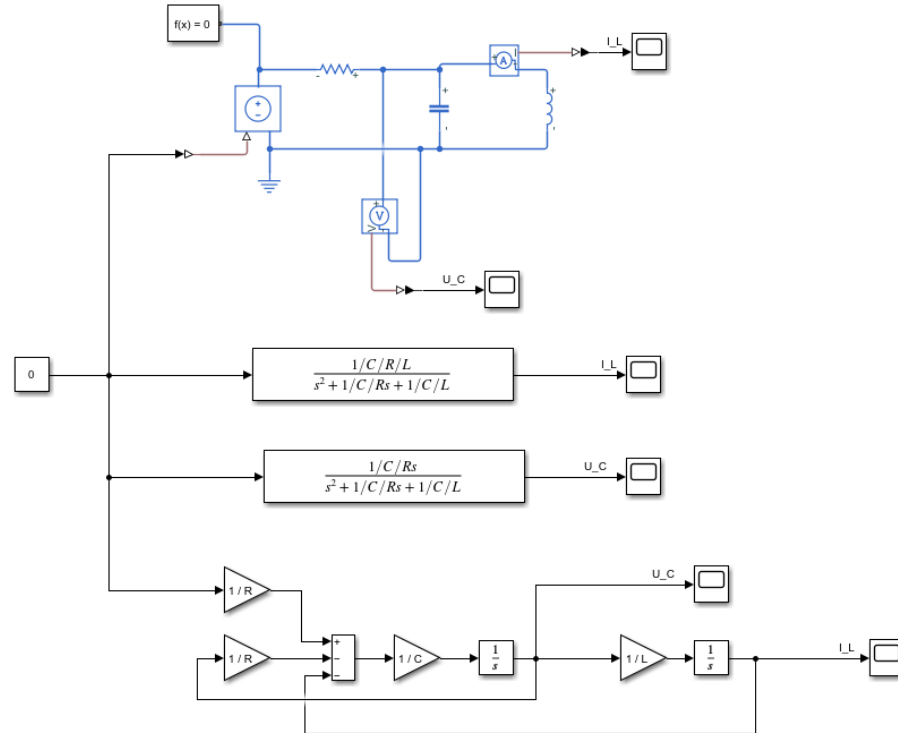 f(x) = 0
I_L
A
+
-
- +
+
-
+
-
+
V
U_C
0
1/C/R/L
s² + 1/C/Rs + 1/C/L
I_L
1/C/Rs
s² + 1/C/Rs + 1/C/L
U_C
1 / R
U_C
1 / R
+
−
−
1 / C
1
s
1 / L
1
s
I_L